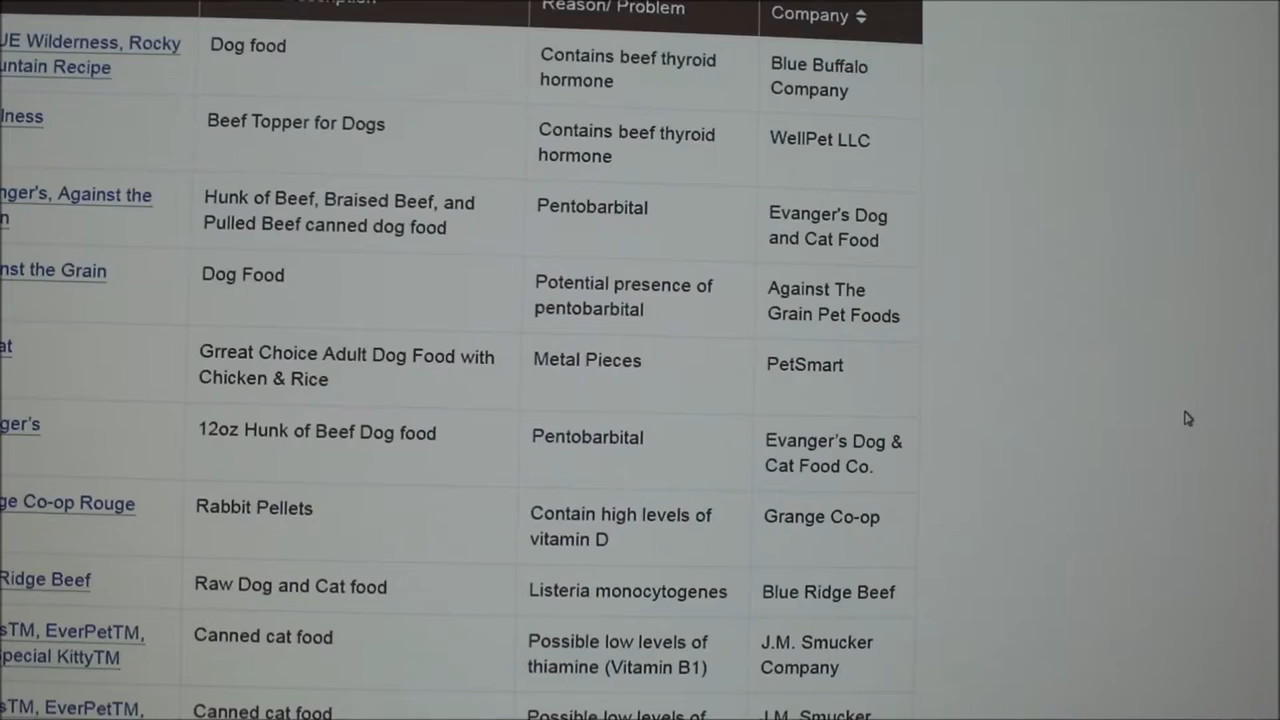 Reason/ Problem
Company
UE Wilderness, Rocky
untain Recipe
Dog food
Contains beef thyroid
hormone
Blue Buffalo
Company
lness
Beef Topper for Dogs
Contains beef thyroid
hormone
WellPet LLC
nger's, Against the
n
Hunk of Beef, Braised Beef, and
Pulled Beef canned dog food
Pentobarbital
Evanger's Dog
and Cat Food
nst the Grain
Dog Food
Potential presence of
pentobarbital
Against The
Grain Pet Foods
at
Grreat Choice Adult Dog Food with
Chicken & Rice
Metal Pieces
PetSmart
ger's
12oz Hunk of Beef Dog food
Pentobarbital
Evanger's Dog &
Cat Food Co.
ge Co-op Rouge
Rabbit Pellets
Contain high levels of
vitamin D
Grange Co-op
Ridge Beef
Raw Dog and Cat food
Listeria monocytogenes
Blue Ridge Beef
sTM, EverPetTM,
pecial KittyTM
Canned cat food
Possible low levels of
thiamine (Vitamin B1)
J.M. Smucker
Company
sTM, EverPetTM,
Canned cat food
Possible low levels of
J.M. Smucker